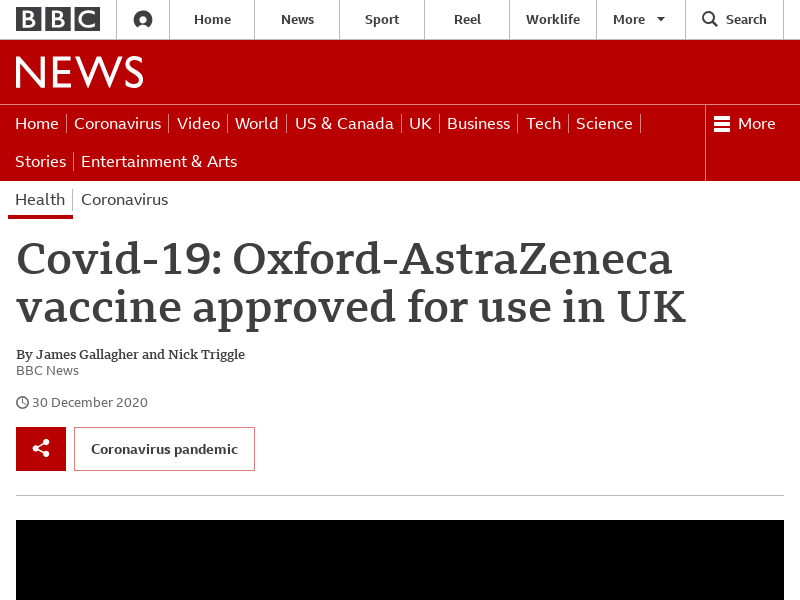 BBC Home News Sport Reel Worklife More Search
NEWS
Home Coronavirus Video World US & Canada UK Business Tech Science More
Stories Entertainment & Arts
Health Coronavirus
Covid-19: Oxford-AstraZeneca
vaccine approved for use in UK
By James Gallagher and Nick Triggle
BBC News
30 December 2020
Coronavirus pandemic